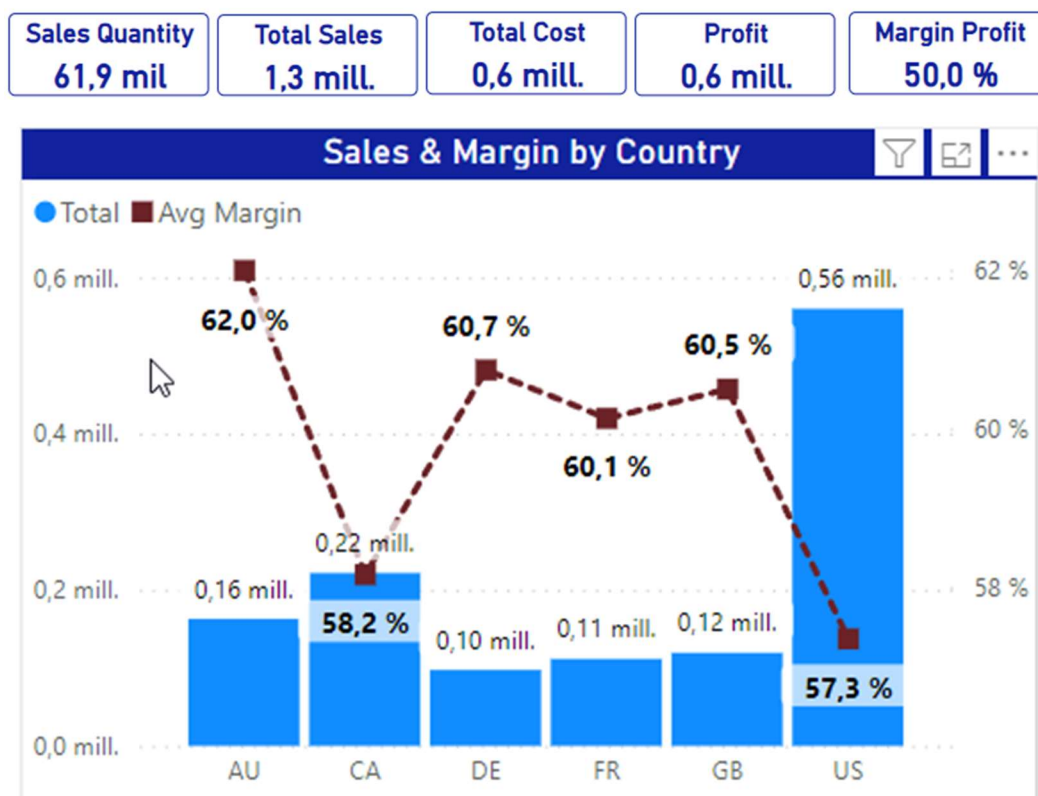 Sales Quantity
61,9 mil
Total Sales
1,3 mill.
Total Cost
0,6 mill.
Profit
0,6 mill.
Margin Profit
50,0 %
Sales & Margin by Country
Total Avg Margin
0,6 mill.
0,4 mill.
0,2 mill.
0,0 mill.
62,0 %
58,2 %
60,7 %
60,1 %
60,5 %
57,3 %
0,16 mill.
0,22 mill.
0,10 mill.
0,11 mill.
0,12 mill.
0,56 mill.
62 %
60 %
58 %
AU CA DE FR GB US